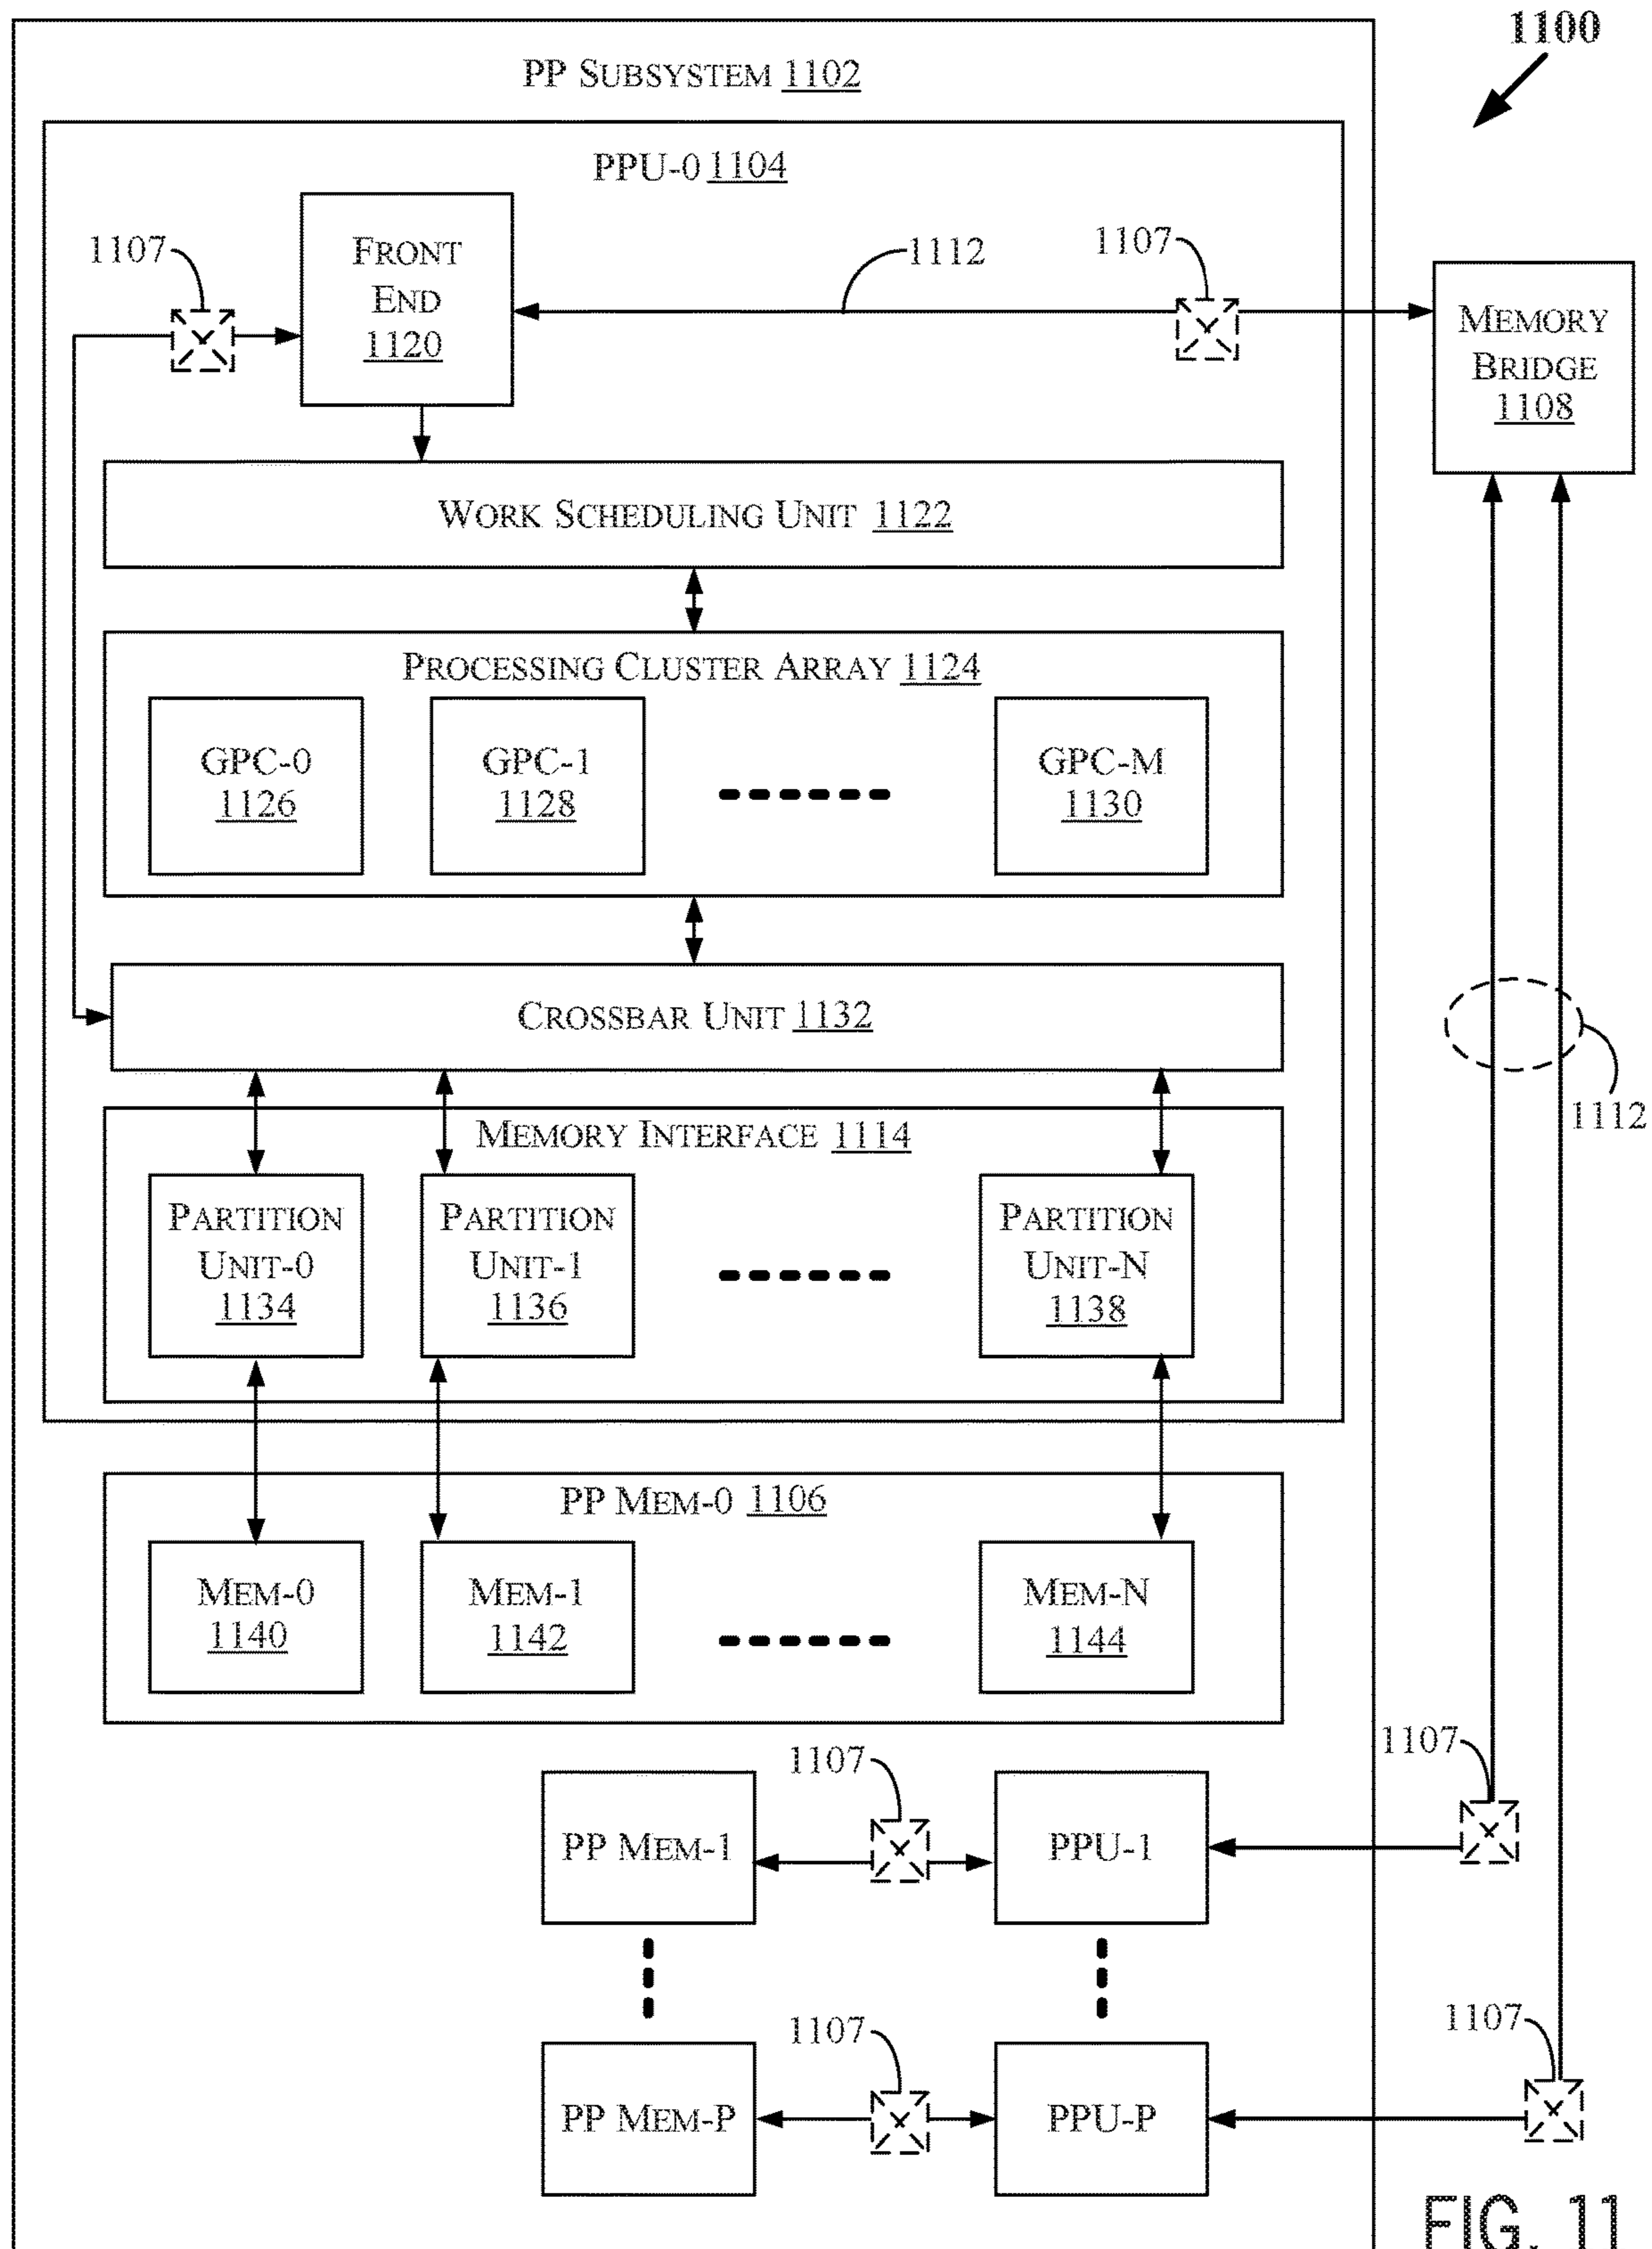 1100
PP SUBSYSTEM 1102
PPU-0 1104
1107
FRONT
END
1120
1112
1107
MEMORY
BRIDGE
1108
WORK SCHEDULING UNIT 1122
PROCESSING CLUSTER ARRAY 1124
GPC-0
1126
GPC-1
1128
GPC-M
1130
CROSSBAR UNIT 1132
1112
MEMORY INTERFACE 1114
PARTITION
UNIT-0
1134
PARTITION
UNIT-1
1136
PARTITION
UNIT-N
1138
PP MEM-0 1106
MEM-0
1140
MEM-1
1142
MEM-N
1144
1107
1107
PP MEM-1
PPU-1
1107
1107
PP MEM-P
PPU-P
FIG. 11